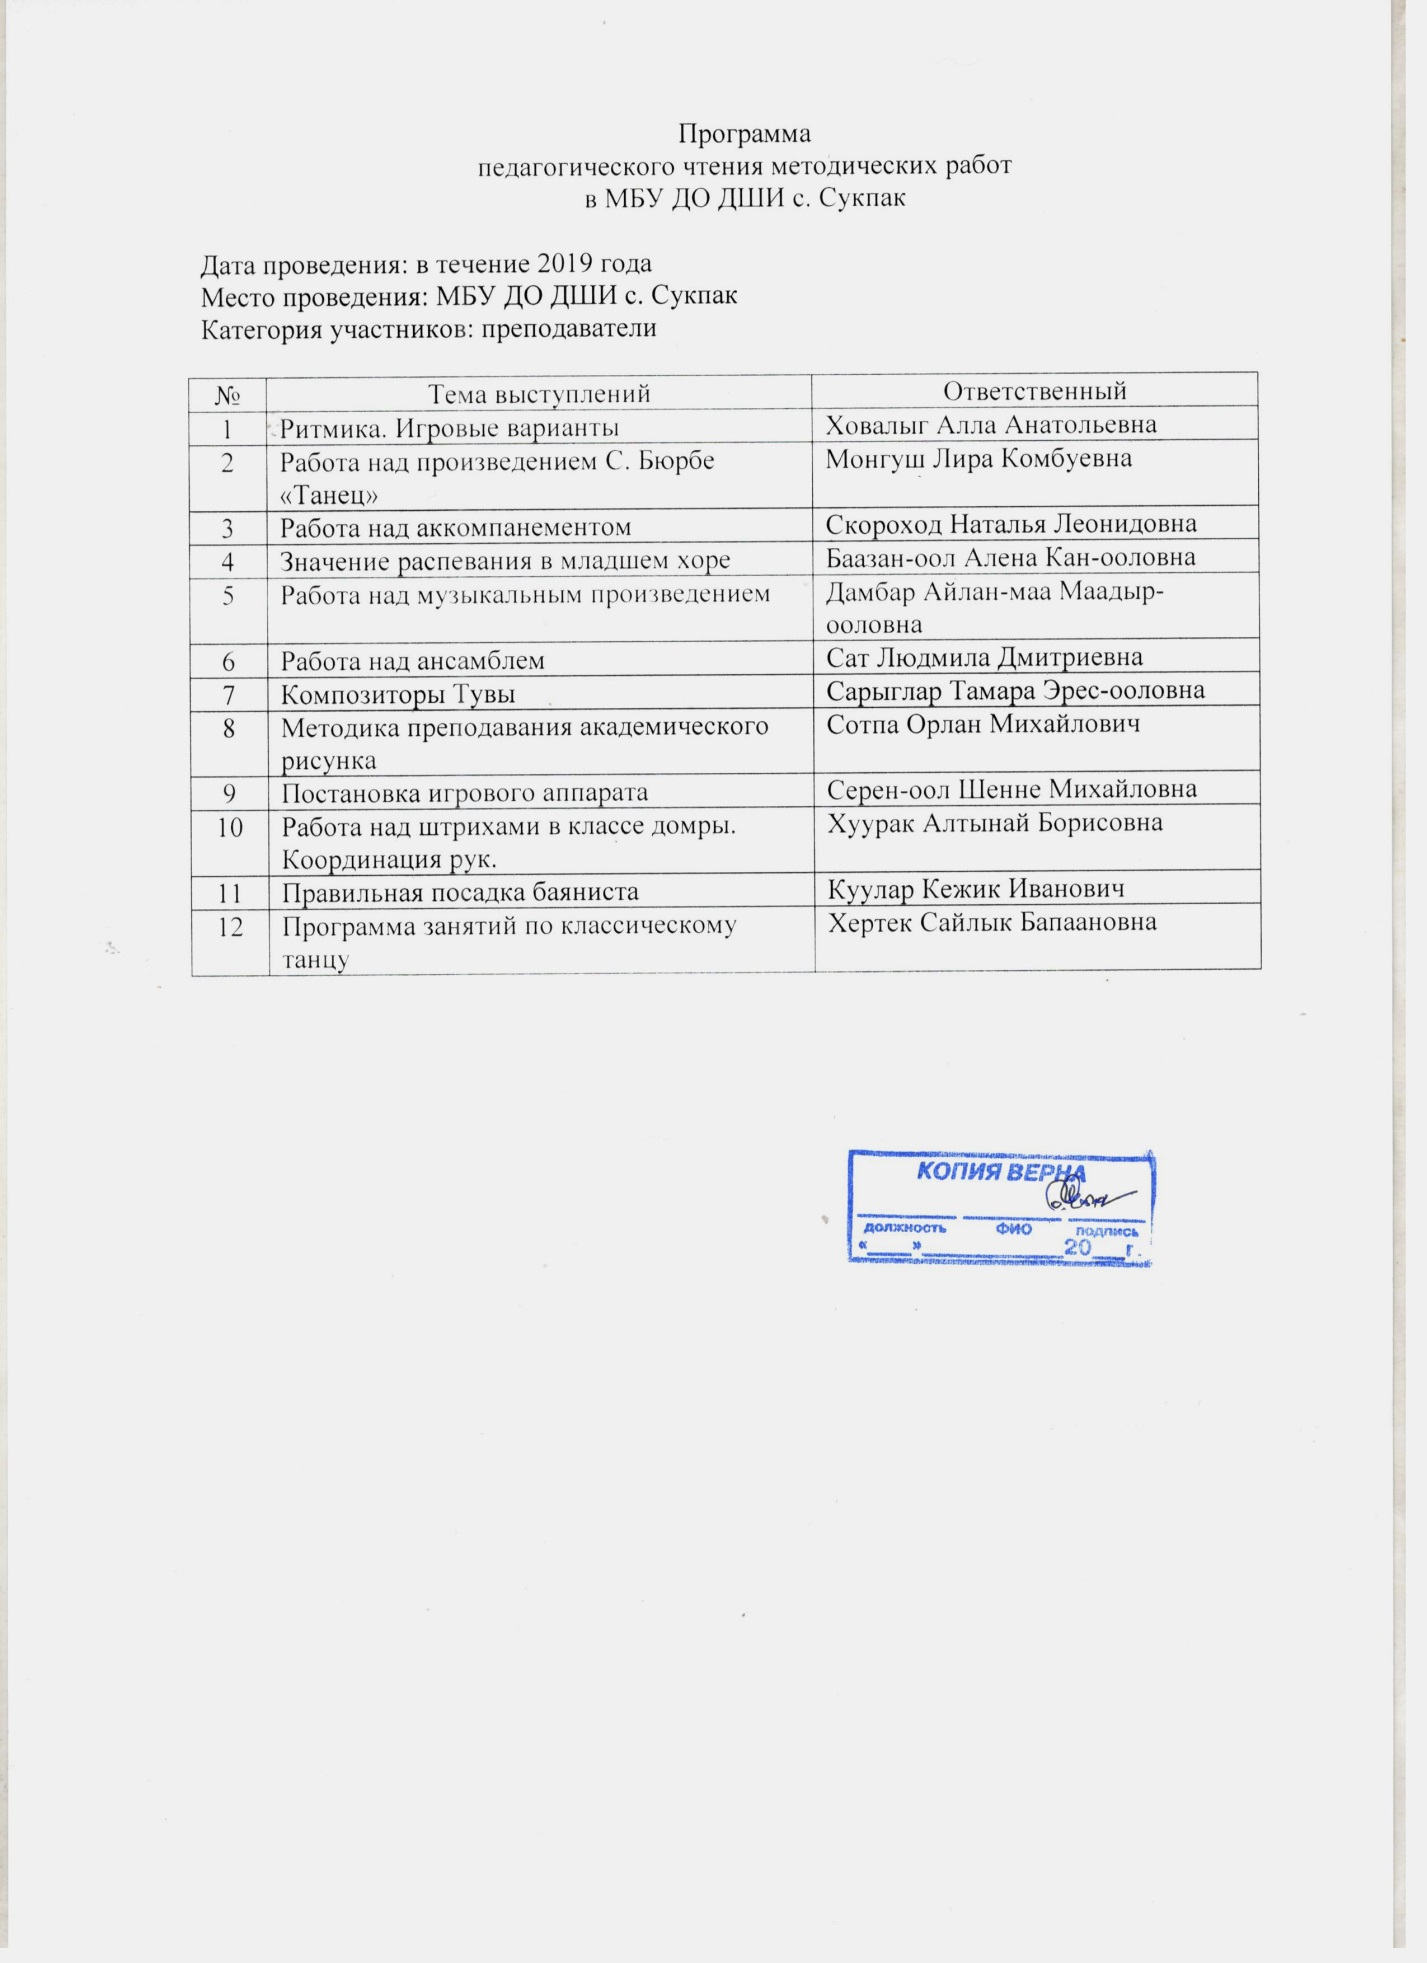 Программа
педагогического чтения методических работ
в МБУ ДО ДШИ с. Сукпак
Дата проведения: в течение 2019 года
Место проведения: МБУ ДО ДШИ с. Сукпак
Категория участников: преподаватели
№ Тема выступлений Ответственный
1 Ритмика. Игровые варианты Ховалыг Алла Анатольевна
2 Работа над произведением С. Бюрбе Монгуш Лира Комбуевна
«Танец»
3 Работа над аккомпанементом Скороход Наталья Леонидовна
4 Значение распевания в младшем хоре Баазан-оол Алена Кан-ооловна
5 Работа над музыкальным произведением Дамбар Айлан-маа Маадыр-
ооловна
6 Работа над ансамблем Сат Людмила Дмитриевна
7 Композиторы Тувы Сарыглар Тамара Эрес-ооловна
8 Методика преподавания академического Сотпа Орлан Михайлович
рисунка
9 Постановка игрового аппарата Серен-оол Шенне Михайловна
10 Работа над штрихами в классе домры. Хуурак Алтынай Борисовна
Координация рук.
11 Правильная посадка баяниста Куулар Кежик Иванович
12 Программа занятий по классическому Хертек Сайлык Бапаановна
танцу
КОПИЯ ВЕРНА
должность ФИО подпись
«____»____________20___г.